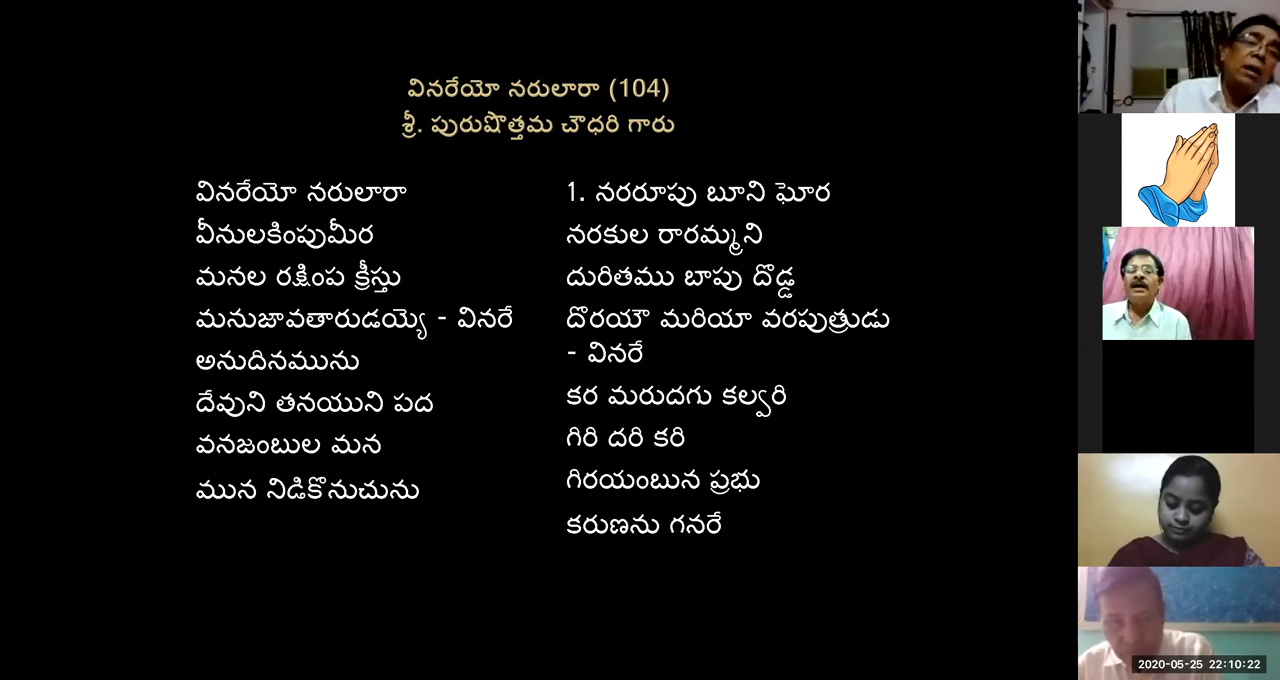 వినరేయో నరులారా (104)
శ్రీ. పురుషొత్తమ చౌధరి గారు
వినరేయో నరులారా
వీనులకింపుమీర
మనల రక్షింప క్రీస్తు
మనుజావతారుడయ్యె - వినరే
అనుదినమును
దేవుని తనయుని పద
వనజంబుల మన
మున నిడికొనుచును
1. నరరూపు బూని ఘోర
నరకుల రారమ్మని
దురితము బాపు దొడ్డ
దొరయౌ మరియా వరపుత్రుడు
- వినరే
కర మరుదగు కల్వరి
గిరి దరి కరి
గిరయంబున ప్రభు
కరుణను గనరే
2020-05-25 22:10:22